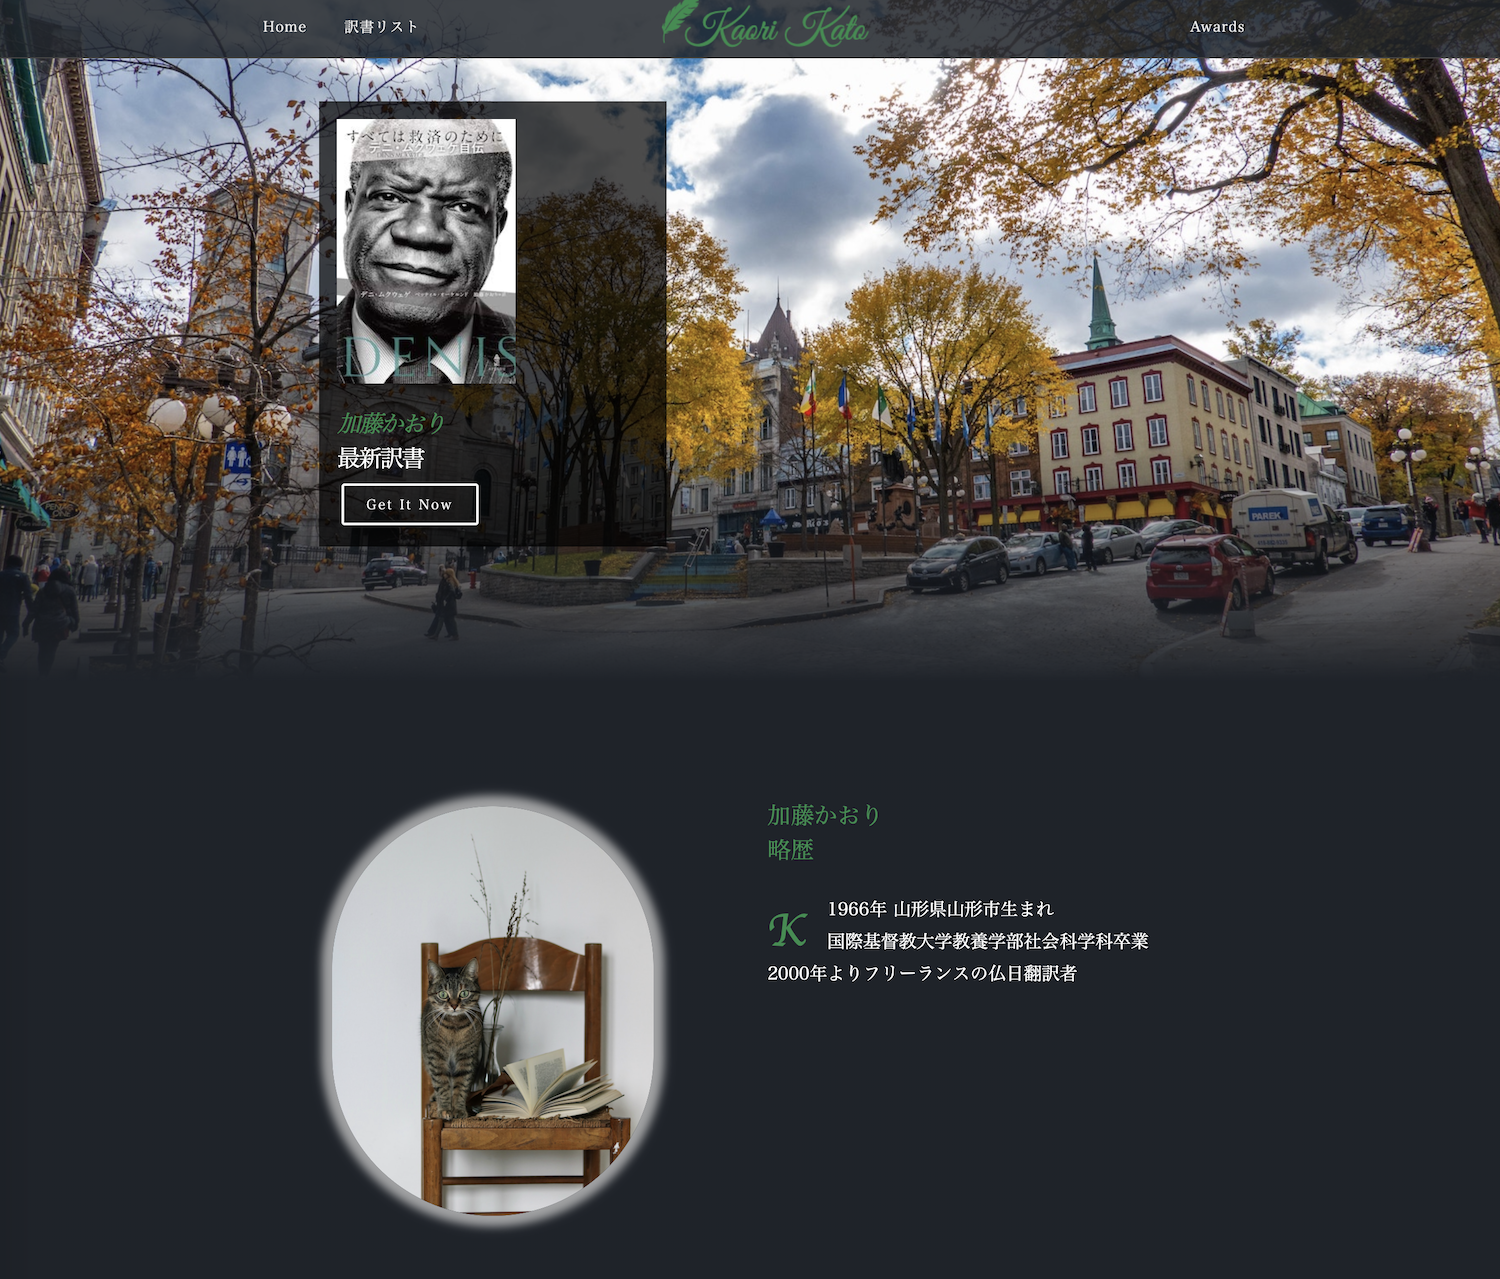 Home
訳書リスト
Kaori Kato
Awards
すべては救済のために
デニ・ムクウェゲ自伝
デニ・ムクウェゲ
DENIS
加藤かおり
最新訳書
Get It Now
PAREK
加藤かおり
略歴
K
1966年 山形県山形市生まれ
国際基督教大学教養学部社会科学科卒業
2000年よりフリーランスの仏日翻訳者